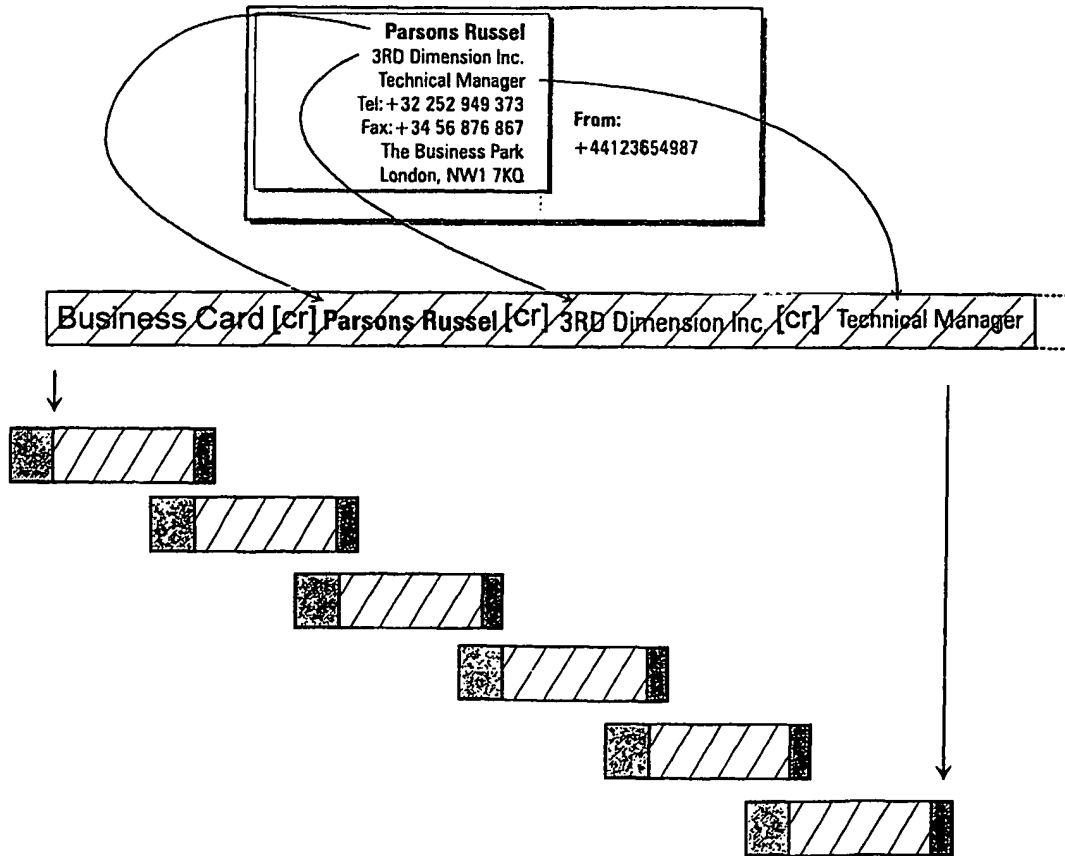 Parsons Russel
3RD Dimension Inc.
Technical Manager
Tel:+32 252 949 373
Fax:+34 56 876 867
The Business Park
London, NW1 7KQ
From:
+44123654987
Business Card [cr] Parsons Russel [cr] 3RD Dimension Inc. [cr] Technical Manager